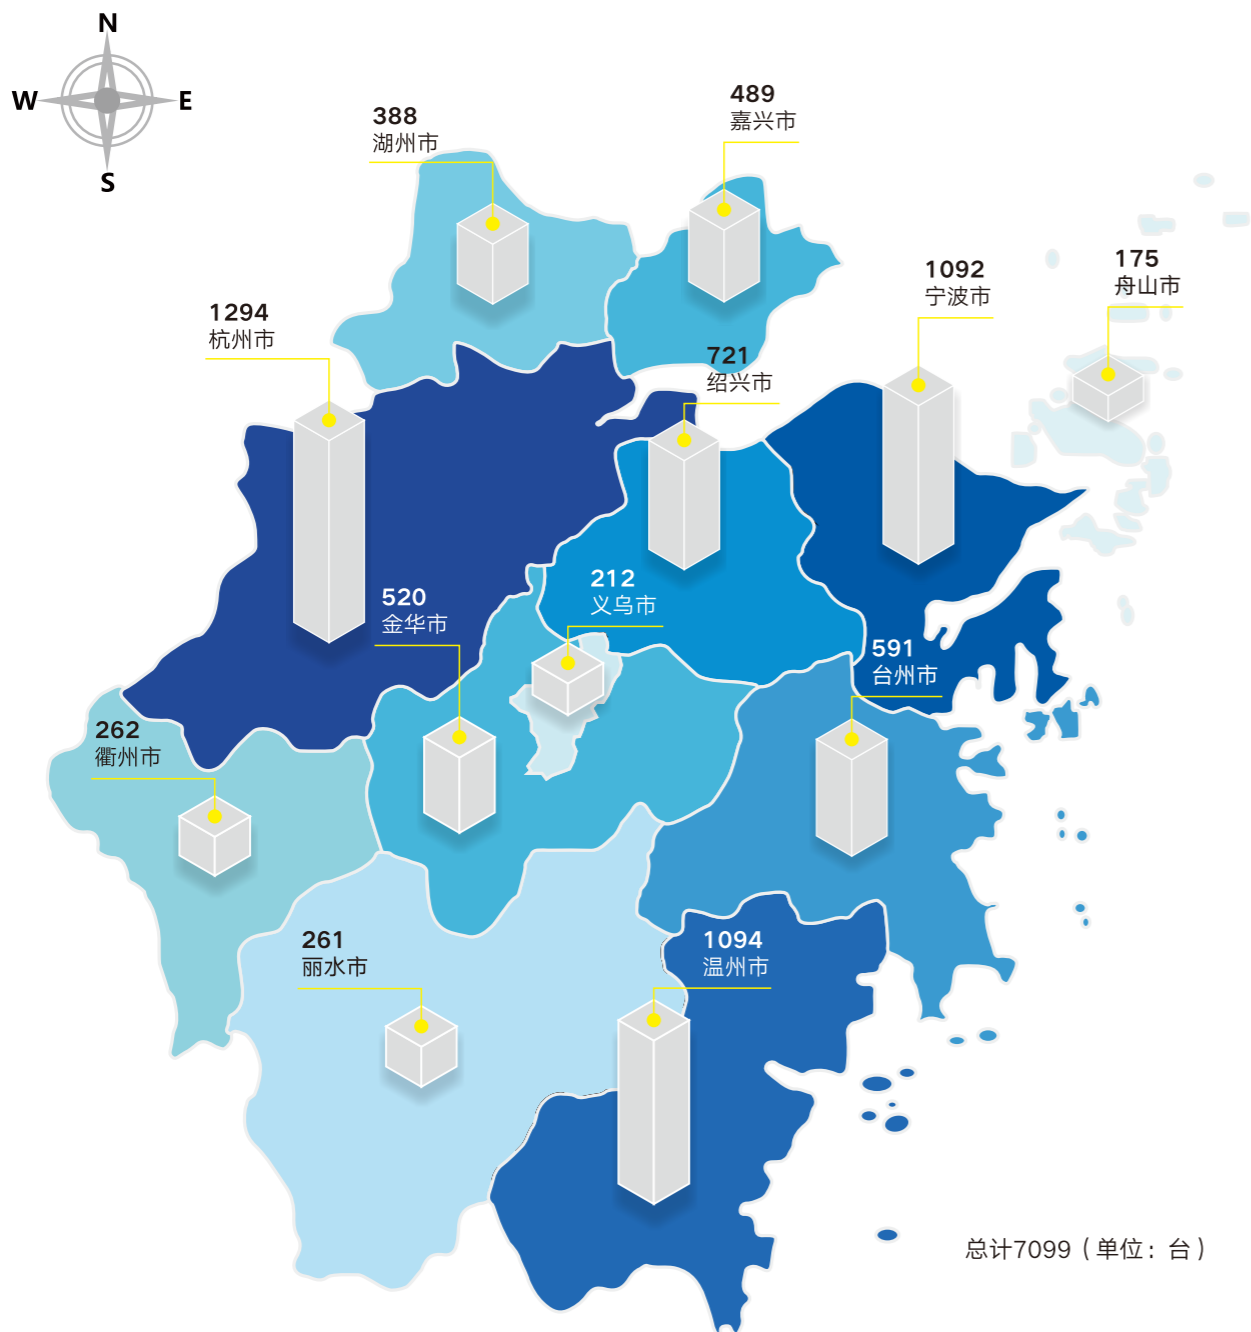 N
W
E
S
388
湖州市
489
嘉兴市
1092
宁波市
175
舟山市
1294
杭州市
721
绍兴市
212
义乌市
520
金华市
591
台州市
262
衢州市
261
丽水市
1094
温州市
总计7099（单位：台）